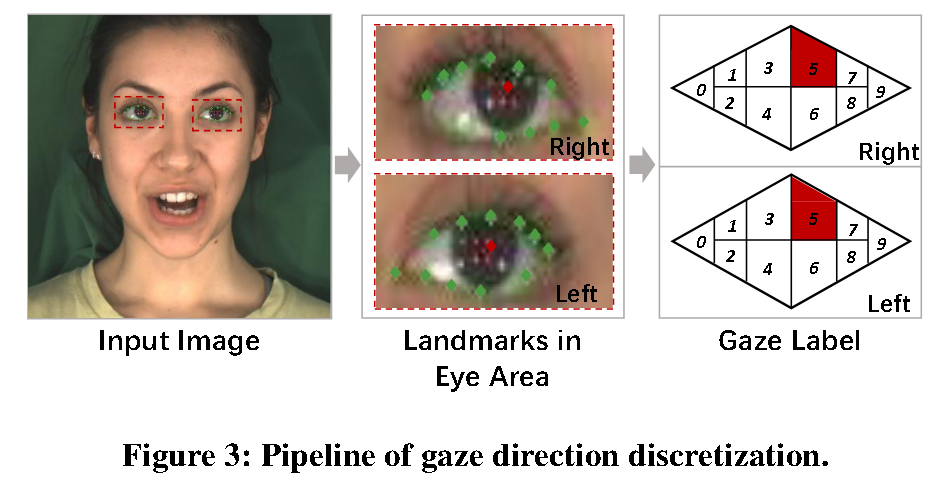 Right
Left
0 1 2 3 4 5 6 7 8 9
Right
0 1 2 3 4 5 6 7 8 9
Left
Input Image
Landmarks in
Eye Area
Gaze Label
Figure 3: Pipeline of gaze direction discretization.